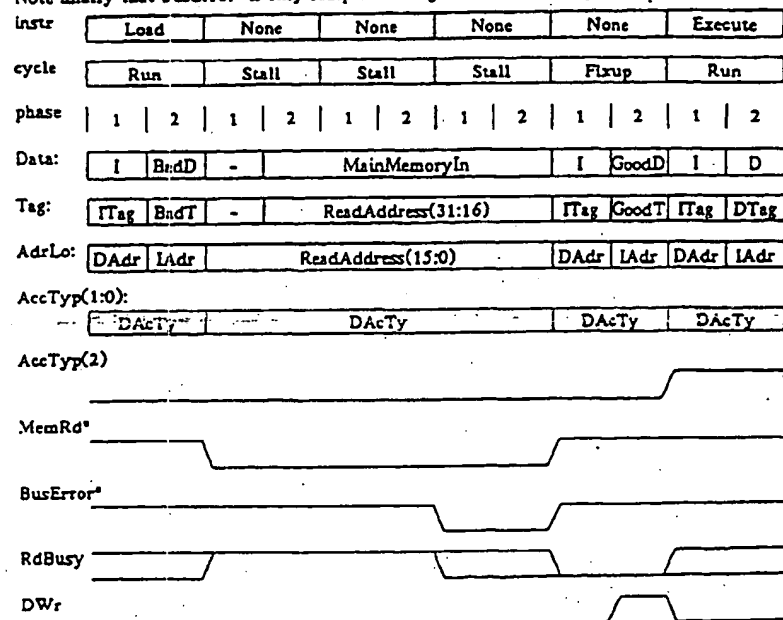 instr Load None None None None Execute
cycle Run Stall Stall Stall Fixup Run
phase 1 2 1 2 1 2 1 2 1 2 1 2
Data: I BadD - MainMemoryIn I GoodD I D
Tag: ITag BadT - ReadAddress(31:16) ITag GoodT ITag DTag
AdrLo: DAdr IAdr ReadAddress(15:0) DAdr IAdr DAdr IAdr
AccTyp(1:0):
DAcTy DAcTy DAcTy DAcTy
AccTyp(2)
MemRd*
BusError*
RdBusy
DWr